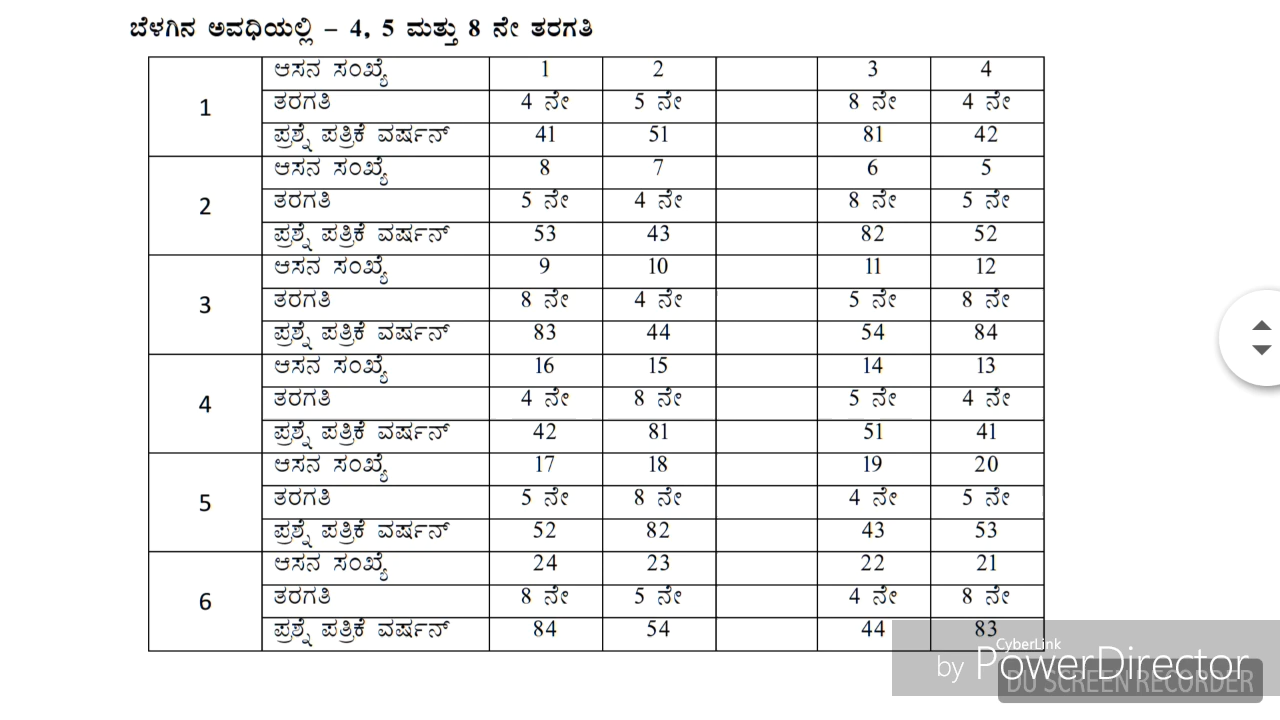 ಬೆಳಗಿನ ಅವಧಿಯಲ್ಲಿ – 4, 5 ಮತ್ತು 8 ನೇ ತರಗತಿ
1
ಆಸನ ಸಂಖ್ಯೆ 1 2 3 4
ತರಗತಿ 4 ನೇ 5 ನೇ 8 ನೇ 4 ನೇ
ಪ್ರಶ್ನೆ ಪತ್ರಿಕೆ ವರ್ಷನ್ 41 51 81 42
2
ಆಸನ ಸಂಖ್ಯೆ 8 7 6 5
ತರಗತಿ 5 ನೇ 4 ನೇ 8 ನೇ 5 ನೇ
ಪ್ರಶ್ನೆ ಪತ್ರಿಕೆ ವರ್ಷನ್ 53 43 82 52
3
ಆಸನ ಸಂಖ್ಯೆ 9 10 11 12
ತರಗತಿ 8 ನೇ 4 ನೇ 5 ನೇ 8 ನೇ
ಪ್ರಶ್ನೆ ಪತ್ರಿಕೆ ವರ್ಷನ್ 83 44 54 84
4
ಆಸನ ಸಂಖ್ಯೆ 16 15 14 13
ತರಗತಿ 4 ನೇ 8 ನೇ 5 ನೇ 4 ನೇ
ಪ್ರಶ್ನೆ ಪತ್ರಿಕೆ ವರ್ಷನ್ 42 81 51 41
5
ಆಸನ ಸಂಖ್ಯೆ 17 18 19 20
ತರಗತಿ 5 ನೇ 8 ನೇ 4 ನೇ 5 ನೇ
ಪ್ರಶ್ನೆ ಪತ್ರಿಕೆ ವರ್ಷನ್ 52 82 43 53
6
ಆಸನ ಸಂಖ್ಯೆ 24 23 22 21
ತರಗತಿ 8 ನೇ 5 ನೇ 4 ನೇ 8 ನೇ
ಪ್ರಶ್ನೆ ಪತ್ರಿಕೆ ವರ್ಷನ್ 84 54 44 83
CyberLink
by PowerDirector
DU SCREEN RECORDER